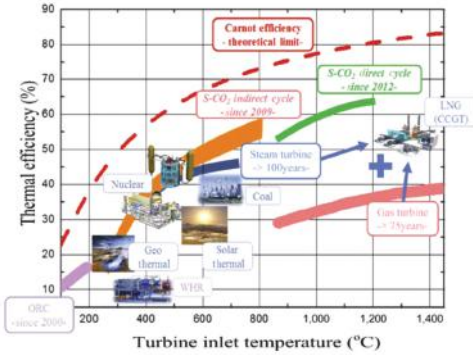 90
80
70
60
50
40
30
20
10
Thermal efficiency (%)
Carnot efficiency
- theoretical limit-
S-CO₂ indirect cycle
- since 2009-
S-CO₂ direct cycle
- since 2012-
LNG
(CCGT)
Steam turbine
-> 100years-
Nuclear
Coal
Gas turbine
-> 75years-
Geo
thermal
Solar
thermal
WHR
ORC
-since 2000-
200
400
600
800
1,000
1,200
1,400
Turbine inlet temperature (°C)